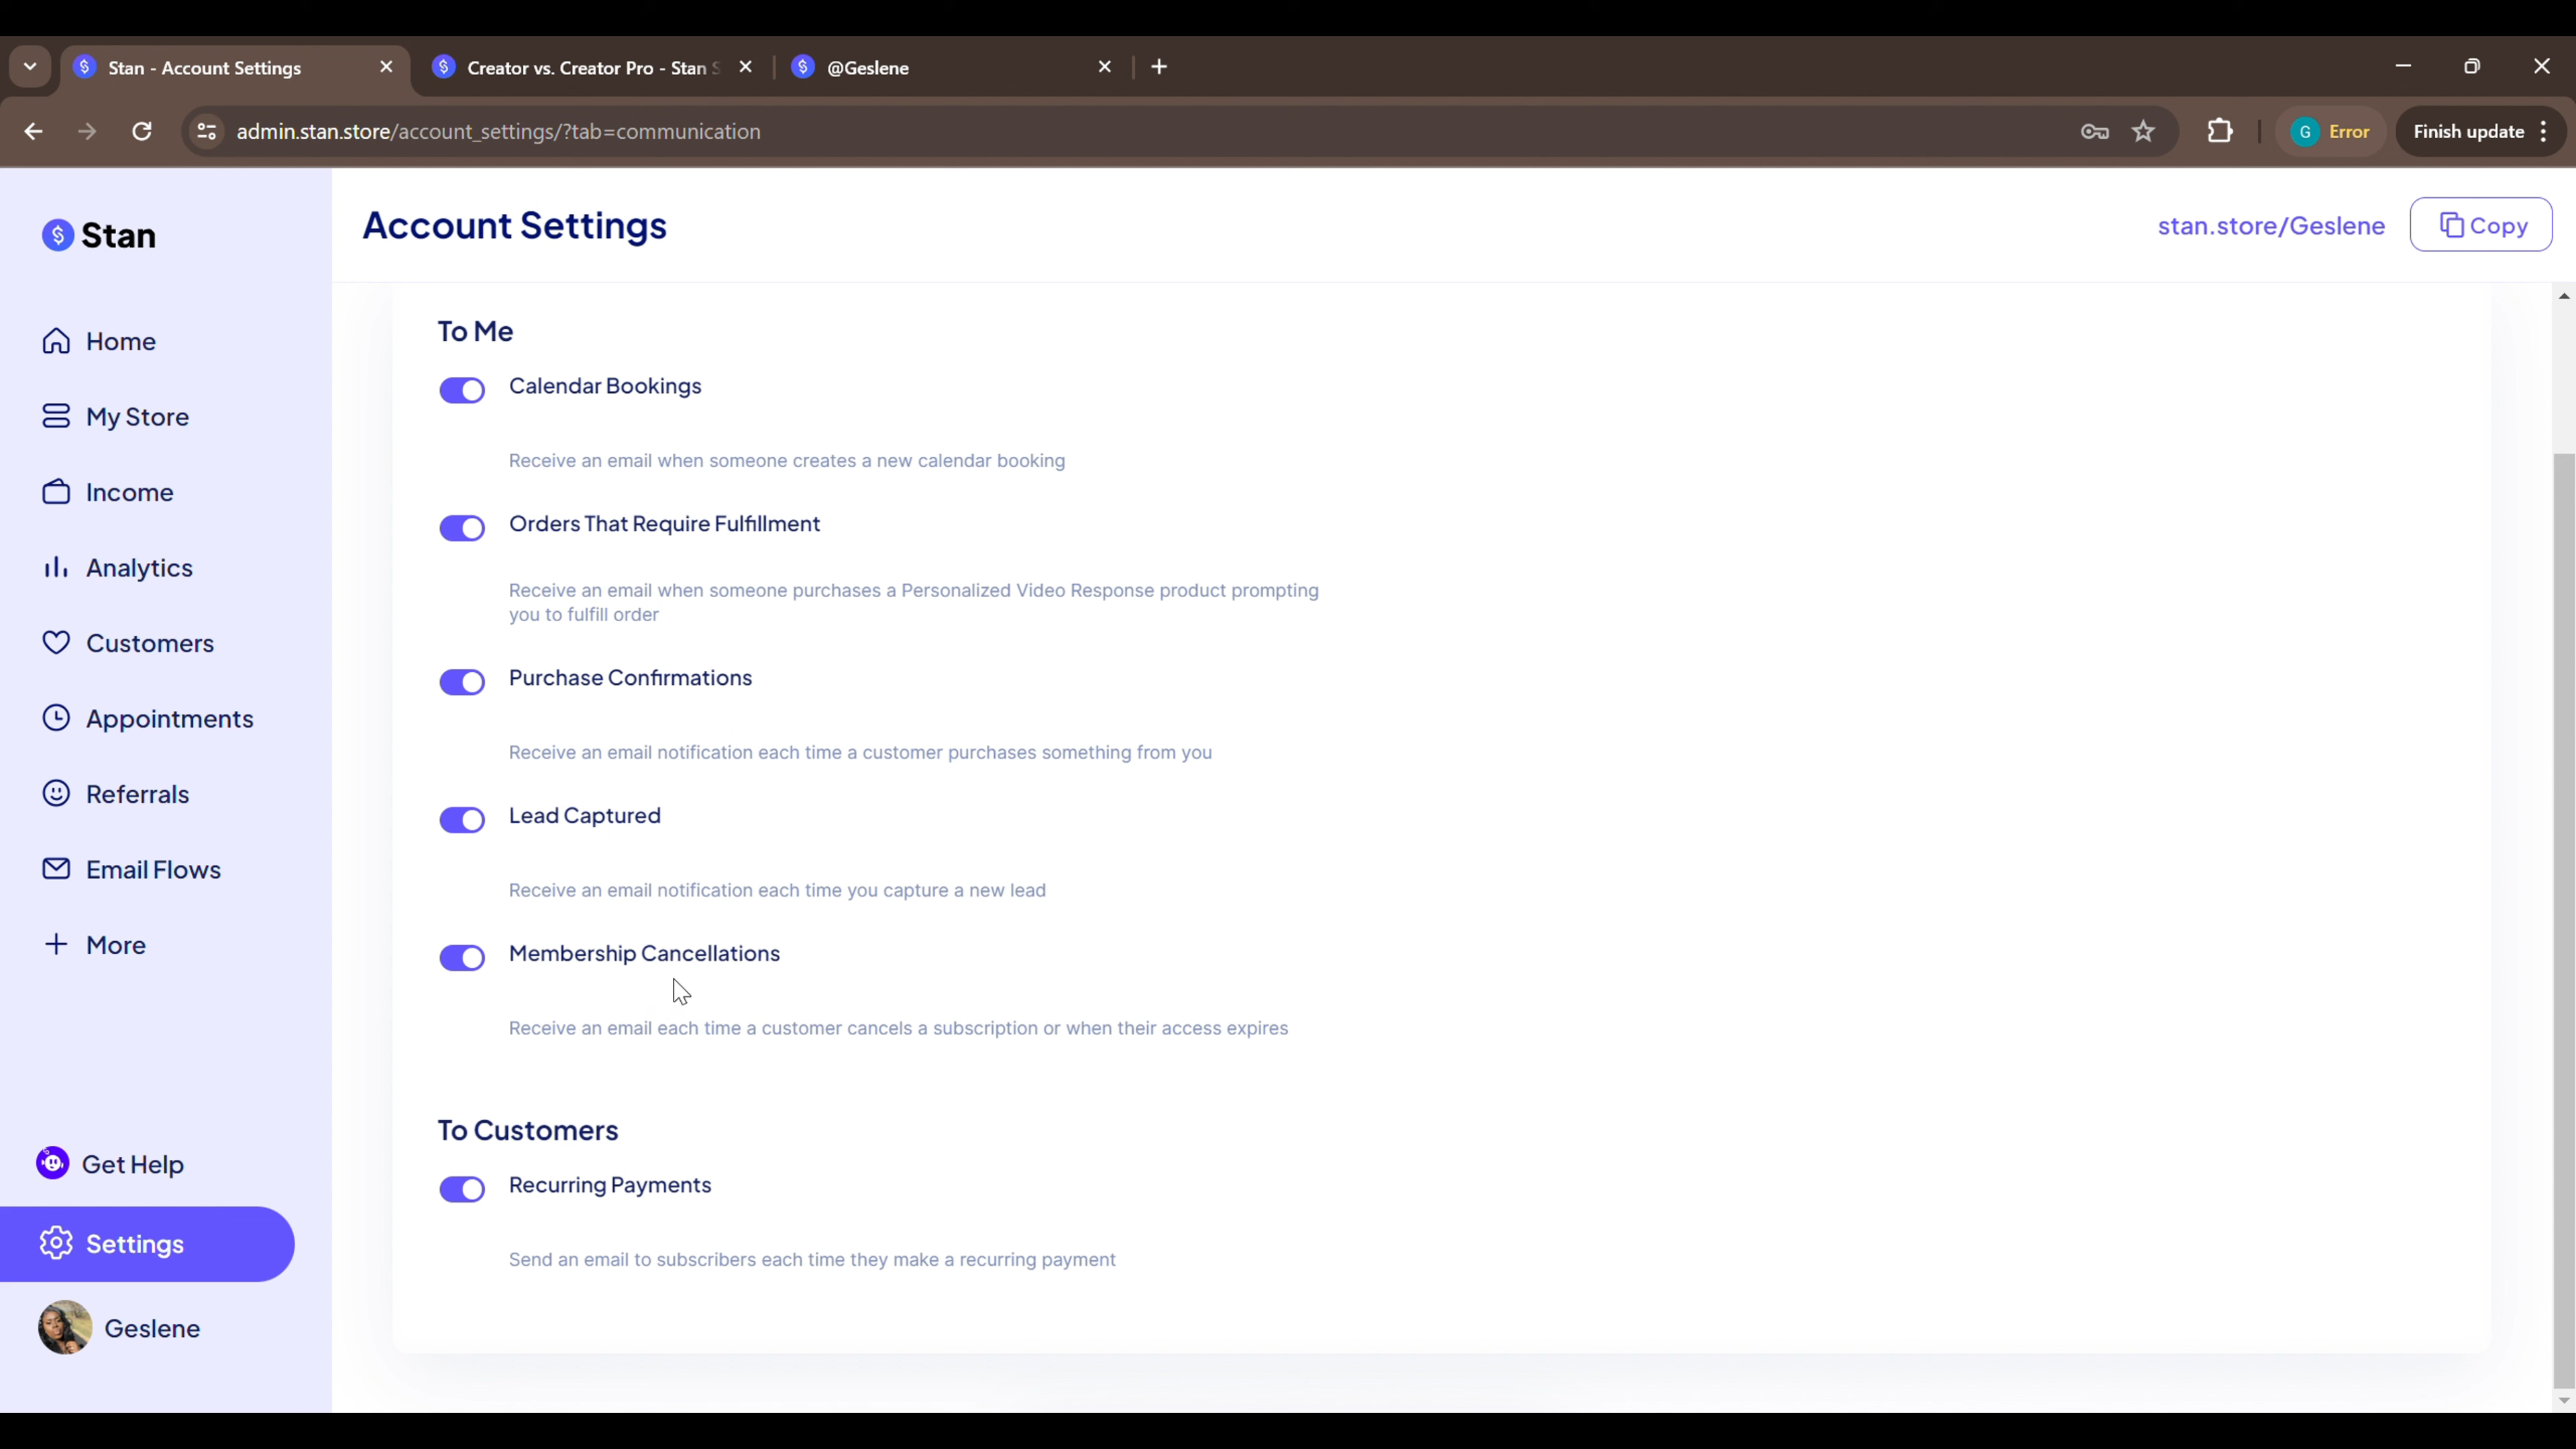 Stan - Account Settings
Creator vs. Creator Pro - Stan S
@Geslene
admin.stan.store/account_settings/?tab=communication
G Error
Finish update
Stan
Account Settings
stan.store/Geslene
Copy
Home
My Store
Income
Analytics
Customers
Appointments
Referrals
Email Flows
More
Get Help
Settings
Geslene
To Me
Calendar Bookings
Receive an email when someone creates a new calendar booking
Orders That Require Fulfillment
Receive an email when someone purchases a Personalized Video Response product prompting
you to fulfill order
Purchase Confirmations
Receive an email notification each time a customer purchases something from you
Lead Captured
Receive an email notification each time you capture a new lead
Membership Cancellations
Receive an email each time a customer cancels a subscription or when their access expires
To Customers
Recurring Payments
Send an email to subscribers each time they make a recurring payment